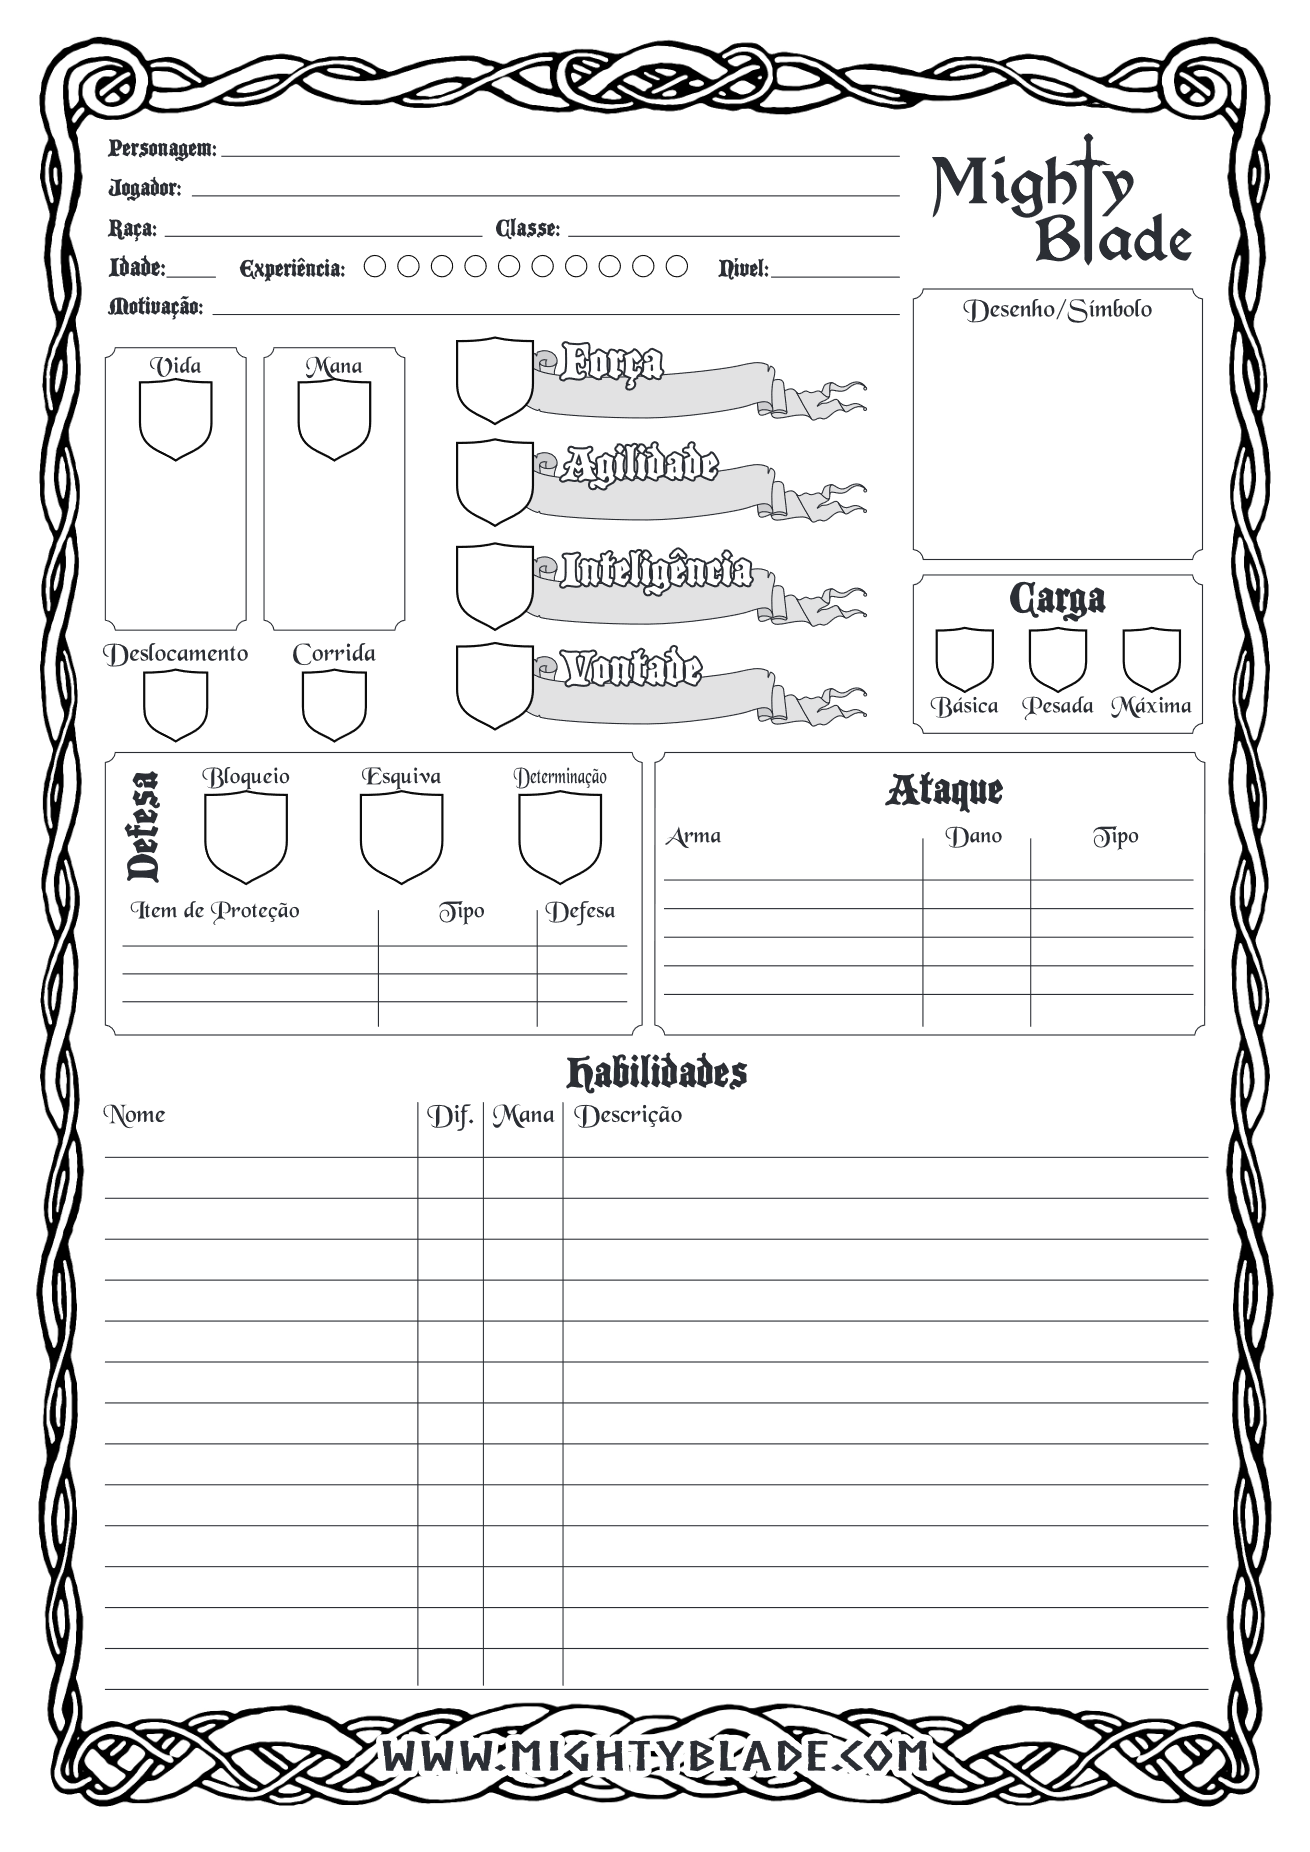 Personagem:
Jogador:
Raça: Classe:
Idade: Experiência: Nível:
Motivação:
Mighty
Blade
Desenho/Símbolo
Vida Mana
Força
Agilidade
Inteligência
Vontade
Deslocamento Corrida
Carga
Básica Pesada Máxima
Defesa
Bloqueio Esquiva Determinação
Item de Proteção Tipo Defesa
Ataque
Arma Dano Tipo
Habilidades
Nome Dif. Mana Descrição
WWW.MIGHTYBLADE.COM